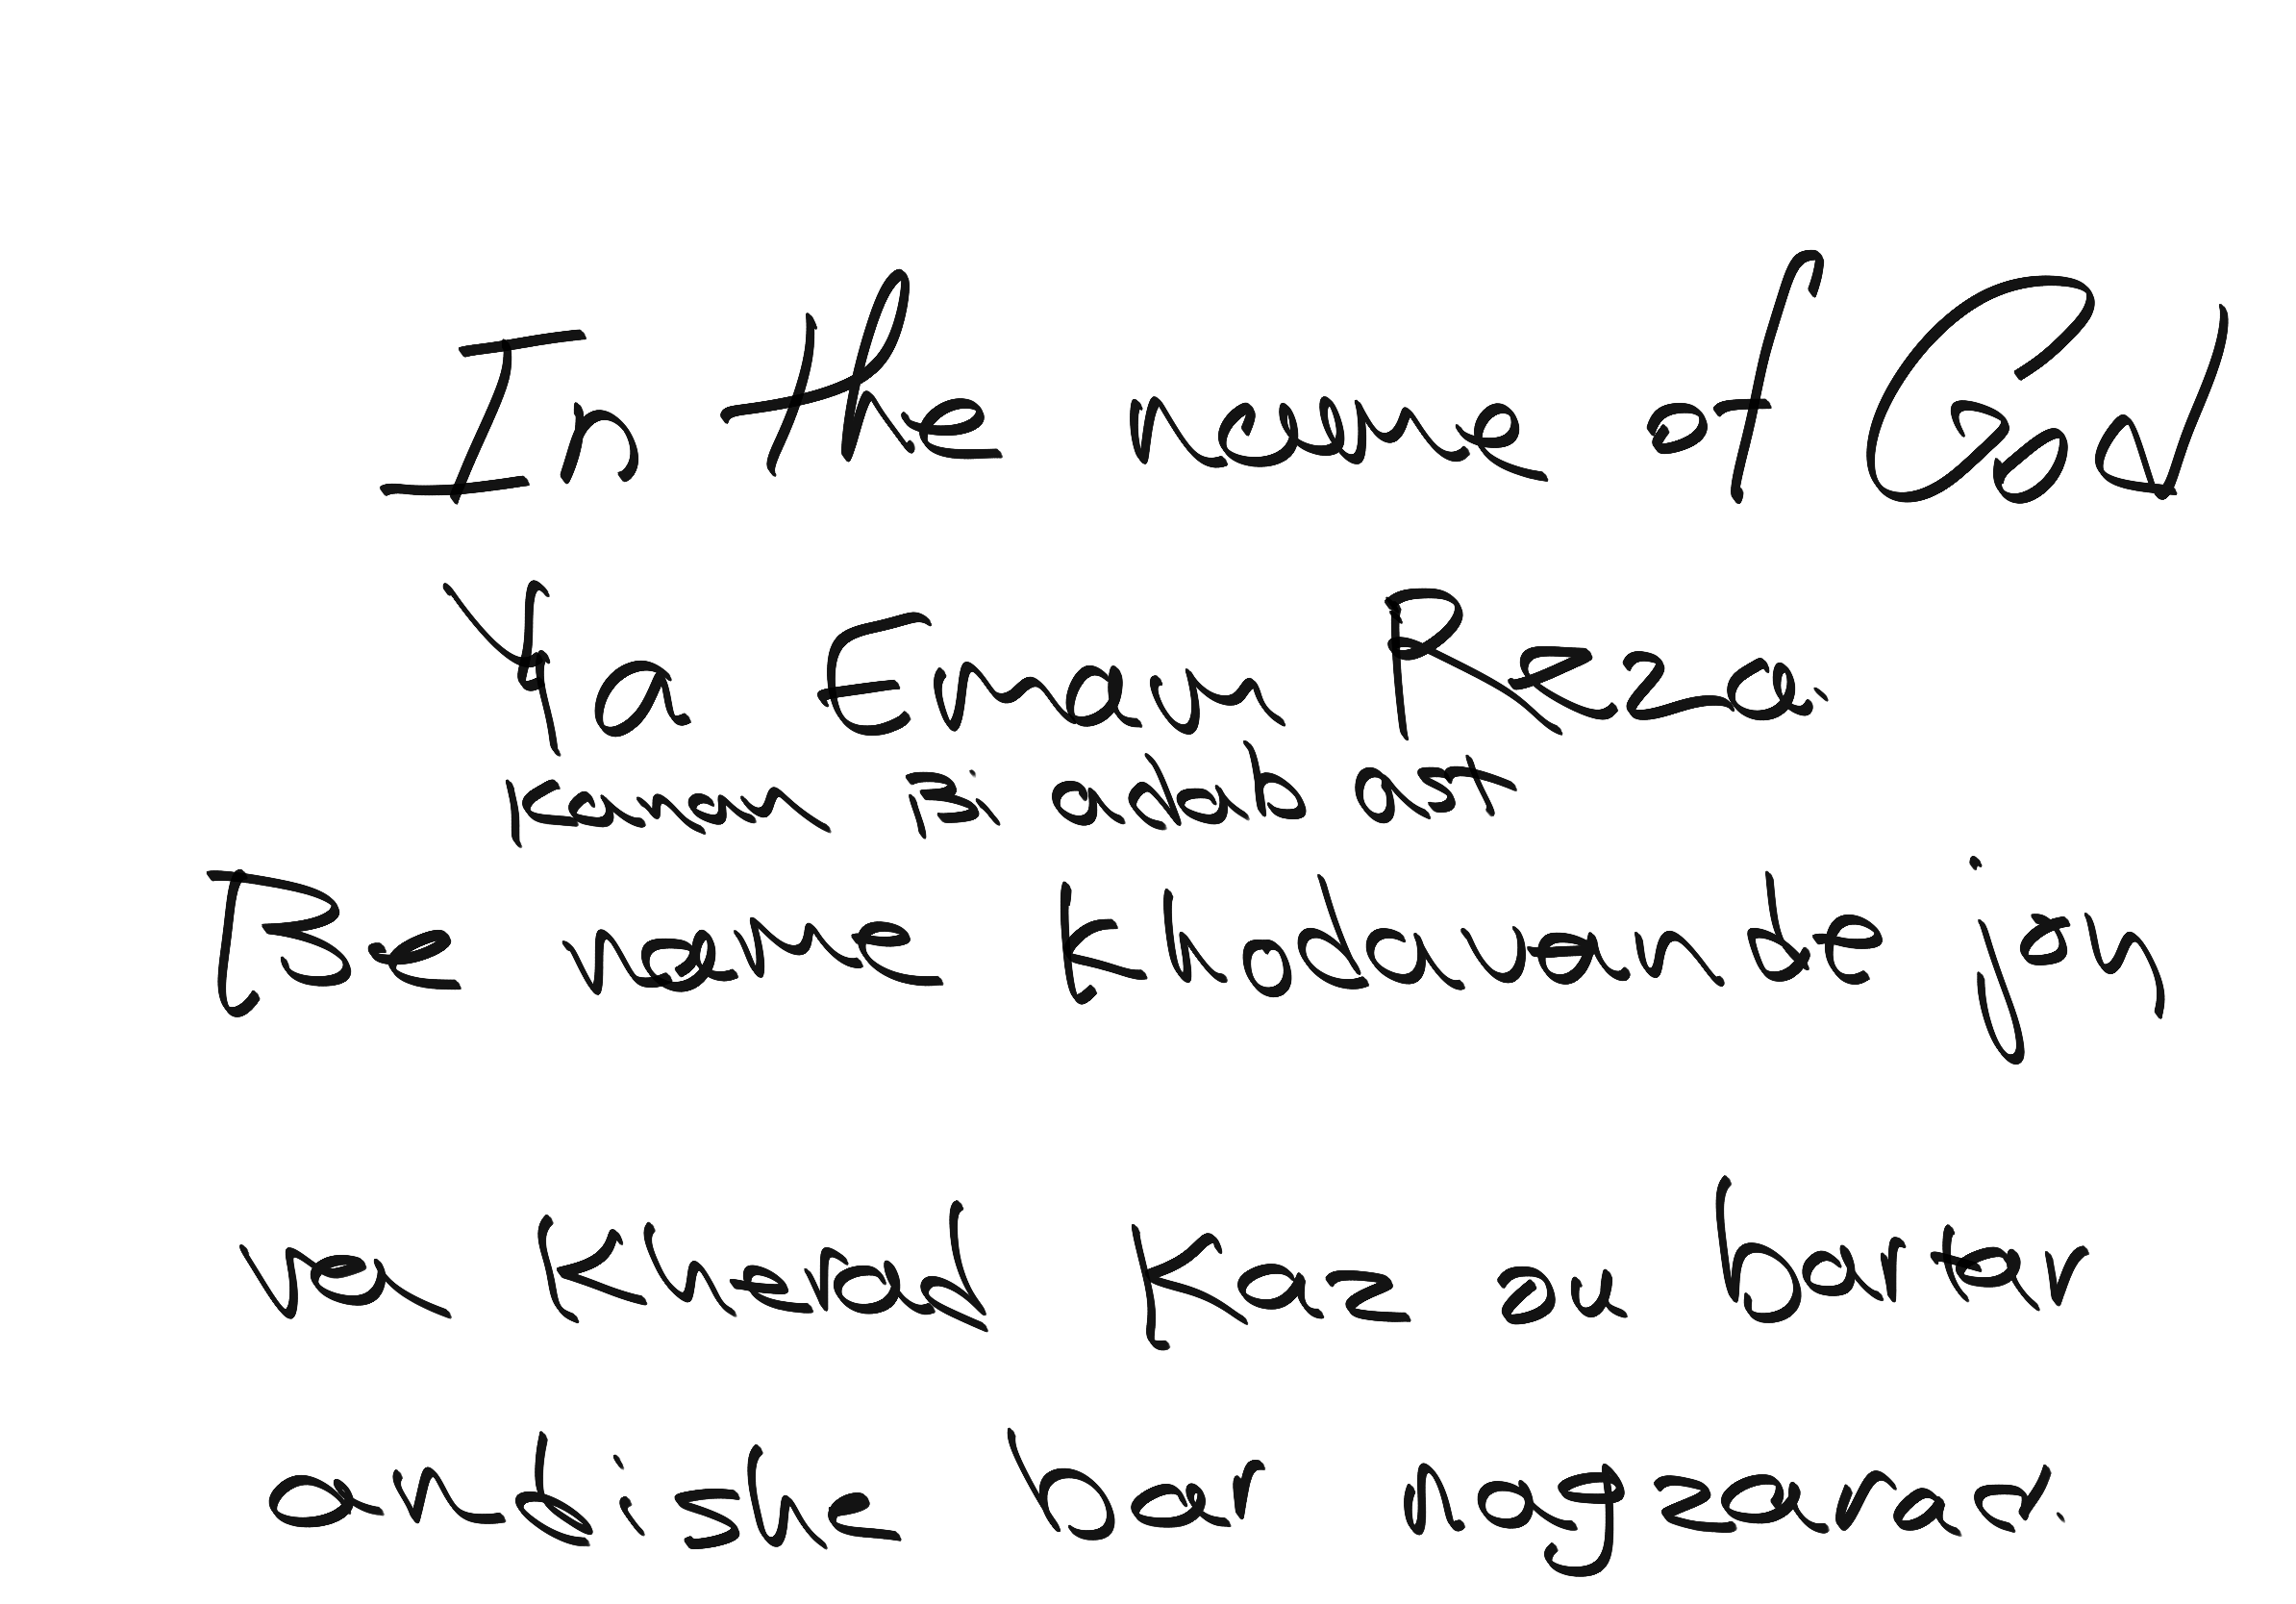 In the name of God
Ya Emam Reza.
Kanan Bi adab ast
Be name khodavande jan
va Kherad Kaz an bartar
andishe bar nagzarad.